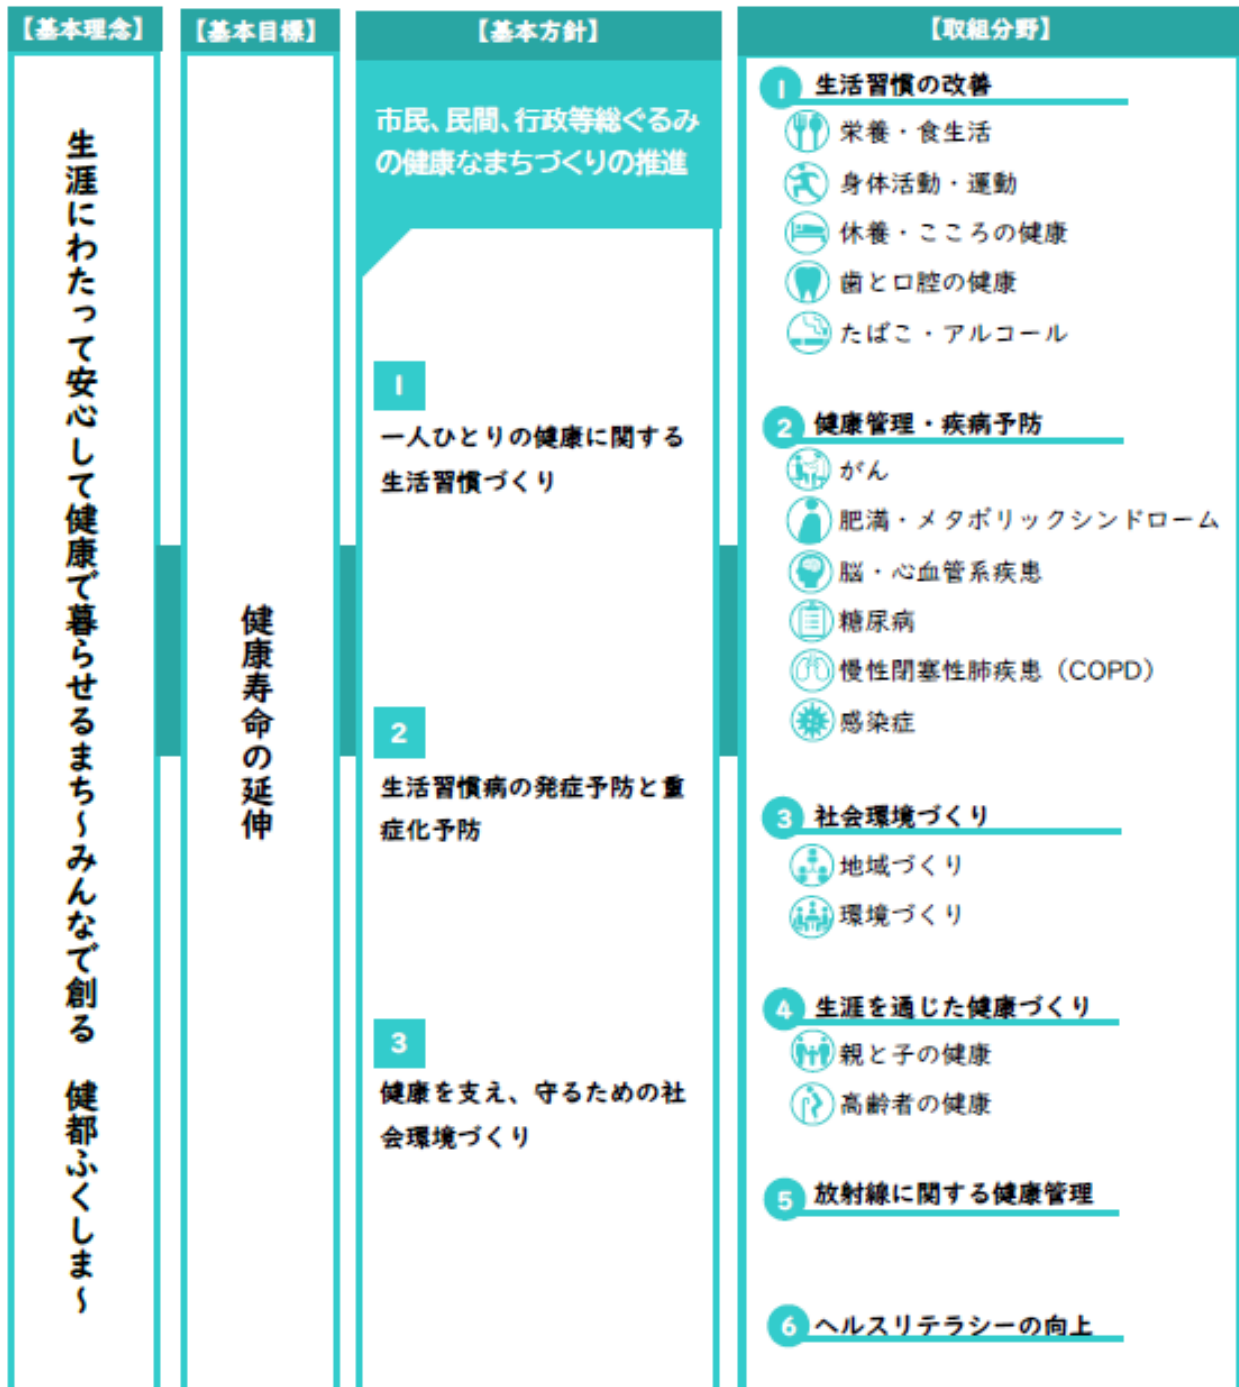 【基本理念】
生涯にわたって安心して健康で暮らせるまち～みんなで創る　健都ふくしま～
【基本目標】
健康寿命の延伸
【基本方針】
市民、民間、行政等総ぐるみ
の健康なまちづくりの推進
1
一人ひとりの健康に関する
生活習慣づくり
2
生活習慣病の発症予防と重
症化予防
3
健康を支え、守るための社
会環境づくり
【取組分野】
1 生活習慣の改善
栄養・食生活
身体活動・運動
休養・こころの健康
歯と口腔の健康
たばこ・アルコール
2 健康管理・疾病予防
がん
肥満・メタボリックシンドローム
脳・心血管系疾患
糖尿病
慢性閉塞性肺疾患（COPD）
感染症
3 社会環境づくり
地域づくり
環境づくり
4 生涯を通じた健康づくり
親と子の健康
高齢者の健康
5 放射線に関する健康管理
6 ヘルスリテラシーの向上